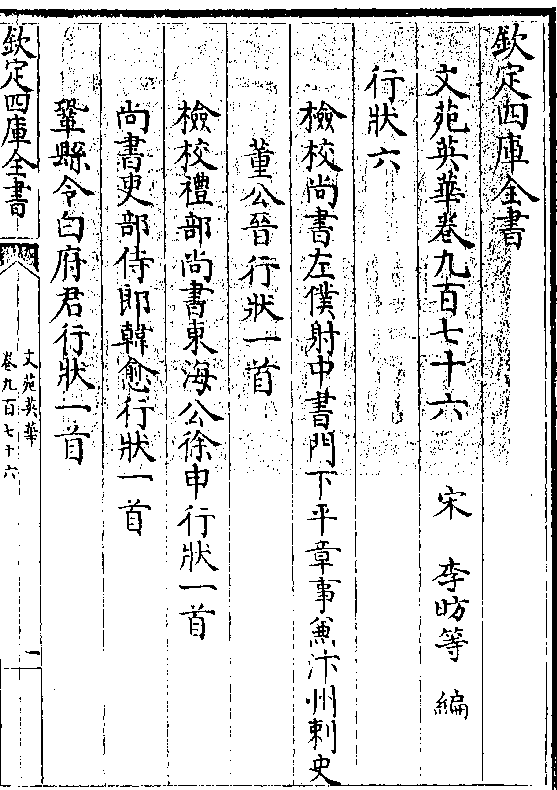 欽定四庫全書
文苑英華卷九百七十六　宋　李昉等　編
行狀六
檢校尚書左僕射中書門下平章事兼汴州刺史
董公晉行狀一首
檢校禮部尚書東海公徐申行狀一首
尚書吏部侍郎韓愈行狀一首
鞏縣令白府君行狀一首
欽定四庫全書
文苑英華
卷九百七十六
一